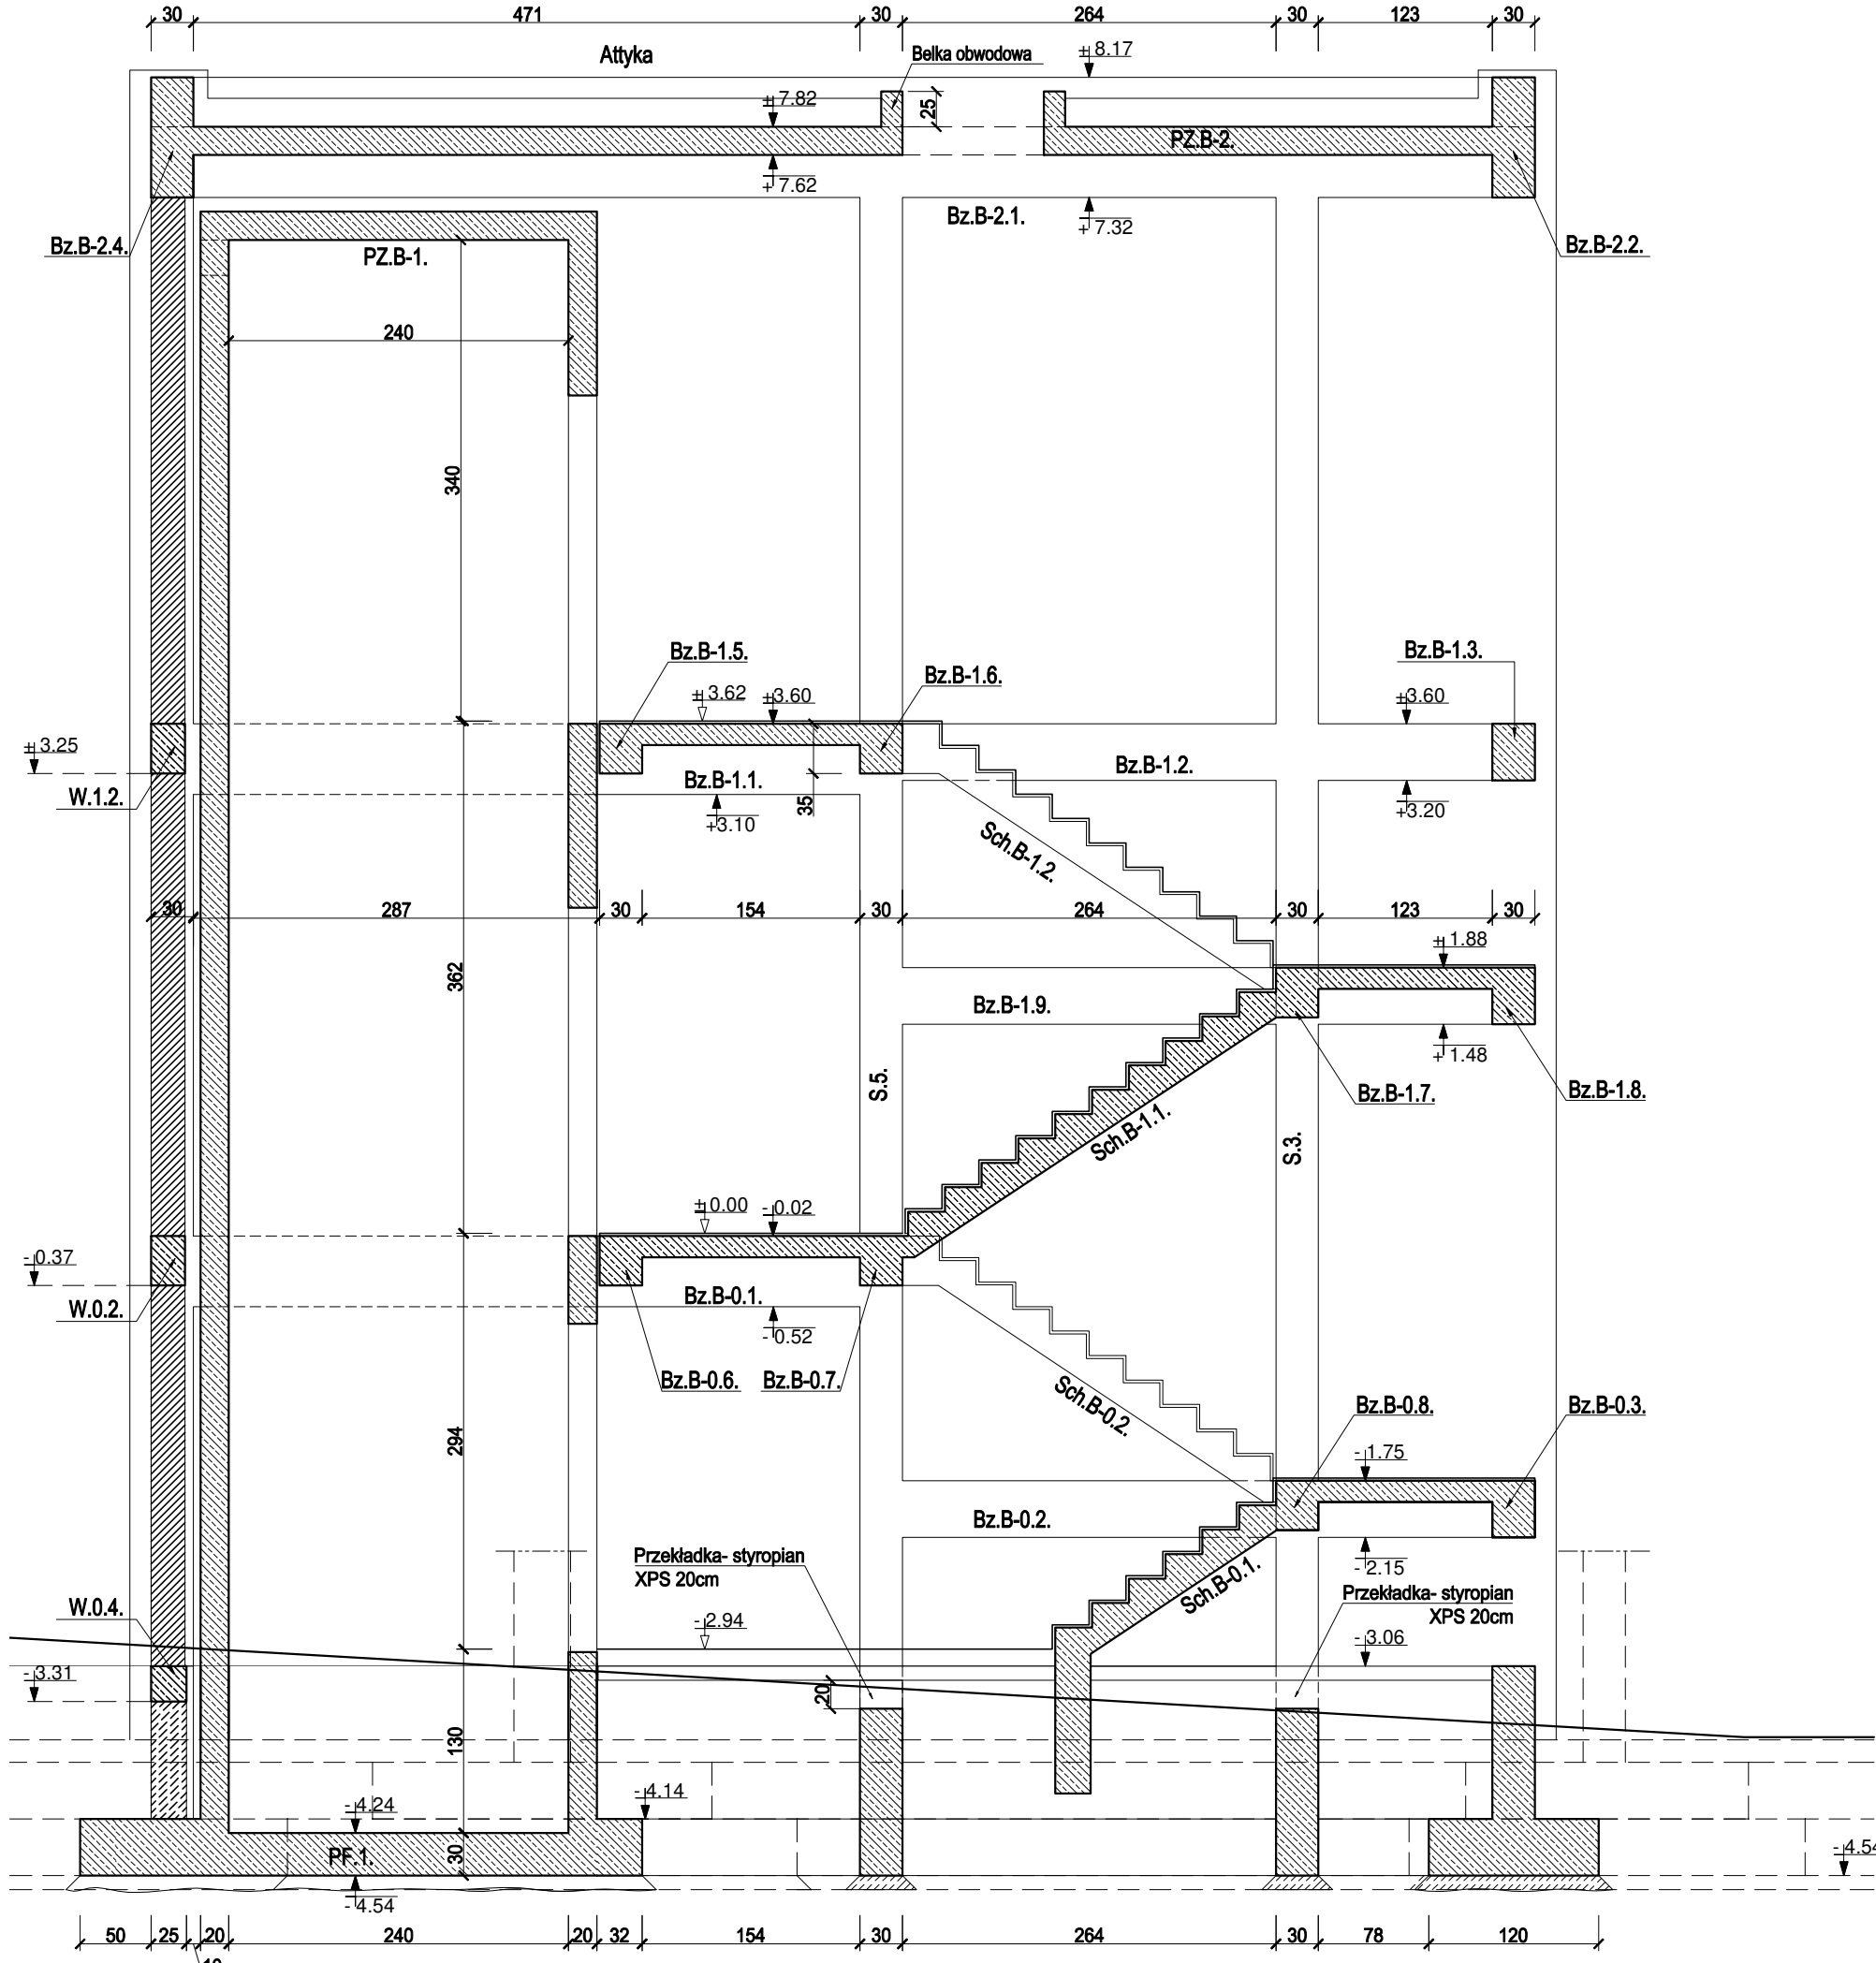 30 471 30 264 30 123 30
Attyka
Belka obwodowa
± 8.17
+ 7.82
25
PZ.B-2.
+ 7.62
Bz.B-2.4.
Bz.B-2.1.
+ 7.32
Bz.B-2.2.
PZ.B-1.
240
340
Bz.B-1.5.
Bz.B-1.6.
Bz.B-1.3.
+3.62
+3.60
+3.60
+3.25
W.1.2.
Bz.B-1.1.
+3.10
35
Bz.B-1.2.
+3.20
Sch.B-1.2.
30 287 30 154 30 264 30 123 30
+1.88
362
Bz.B-1.9.
+ 1.48
S.5.
Bz.B-1.7.
Bz.B-1.8.
Sch.B-1.1.
S.3.
±0.00
-0.02
-0.37
W.0.2.
Bz.B-0.1.
-0.52
Bz.B-0.6.
Bz.B-0.7.
Sch.B-0.2.
Bz.B-0.8.
Bz.B-0.3.
294
-1.75
Bz.B-0.2.
Przekładka- styropian
XPS 20cm
-2.15
Sch.B-0.1.
Przekładka- styropian
XPS 20cm
W.0.4.
-2.94
-3.06
-3.31
20
130
-4.14
-4.24
PF.1.
30
-4.54
-4.54
50 25 20 240 20 32 154 30 264 30 78 120